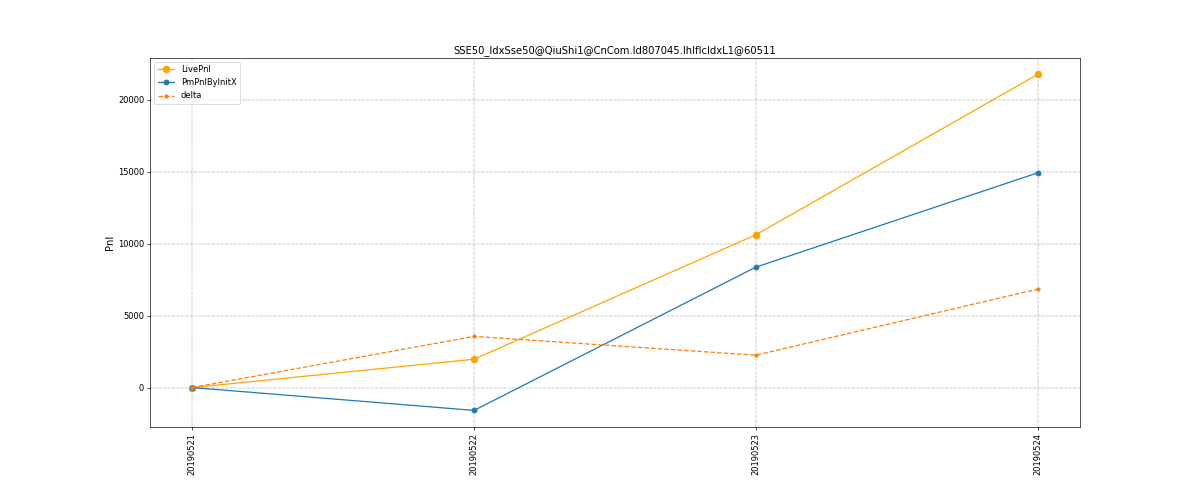 SSE50_IdxSse50@QiuShi1@CnCom.Id807045.IhIfIcIdxL1@60511
LivePnl
PmPnlByInitX
delta
20000
15000
10000
5000
0
Pnl
20190521
20190522
20190523
20190524